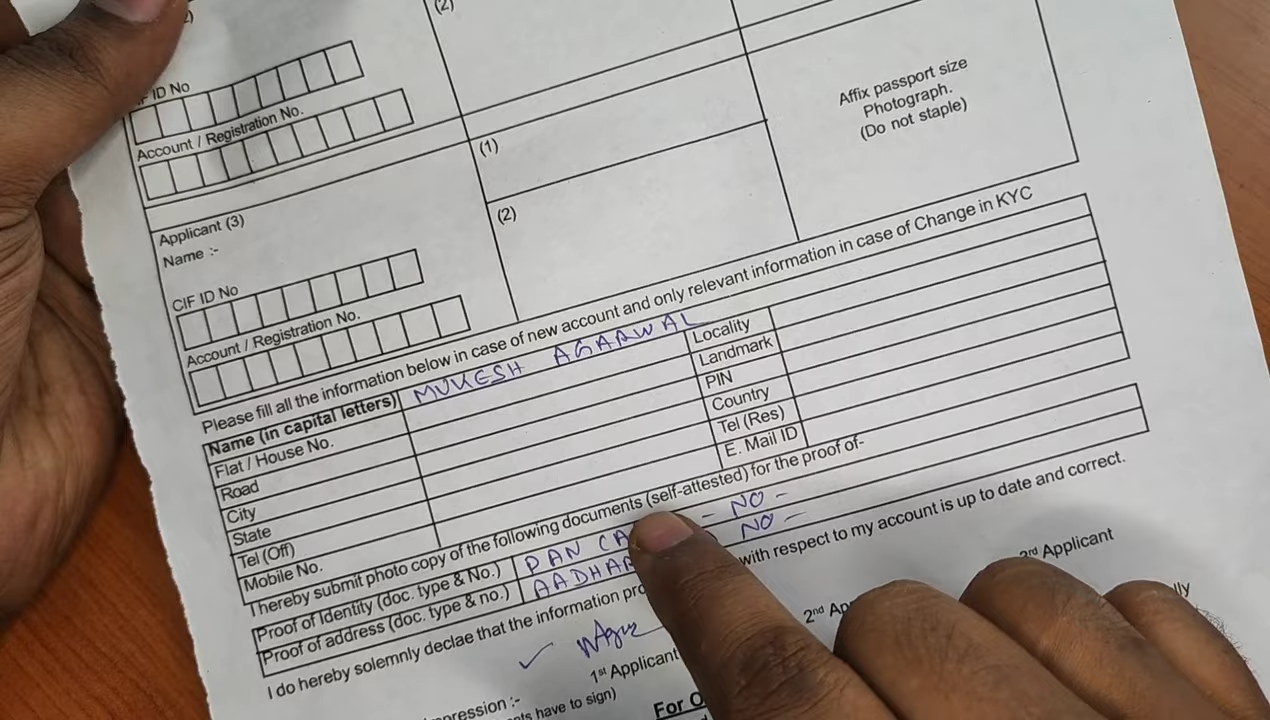 (2)
ID No
Account / Registration No.
Affix passport size
Photograph.
(Do not staple)
(1)
(2)
Applicant (3)
Name :-
CIF ID No
Account / Registration No.
Please fill all the information below in case of new account and only relevant information in case of Change in KYC
Name (in capital letters) MUKESH AGARWAL Locality
Flat / House No. Landmark
Road PIN
City Country
State Tel (Res)
Tel (Off) E. Mail ID
Mobile No.
I hereby submit photo copy of the following documents (self-attested) for the proof of-
Proof of Identity (doc. type & No.) PAN - NO -
Proof of address (doc. type & no.) NO -
I do hereby solemnly declae that the information with respect to my account is up to date and correct.
1st Applicant 2nd 3rd Applicant
have to sign)
For